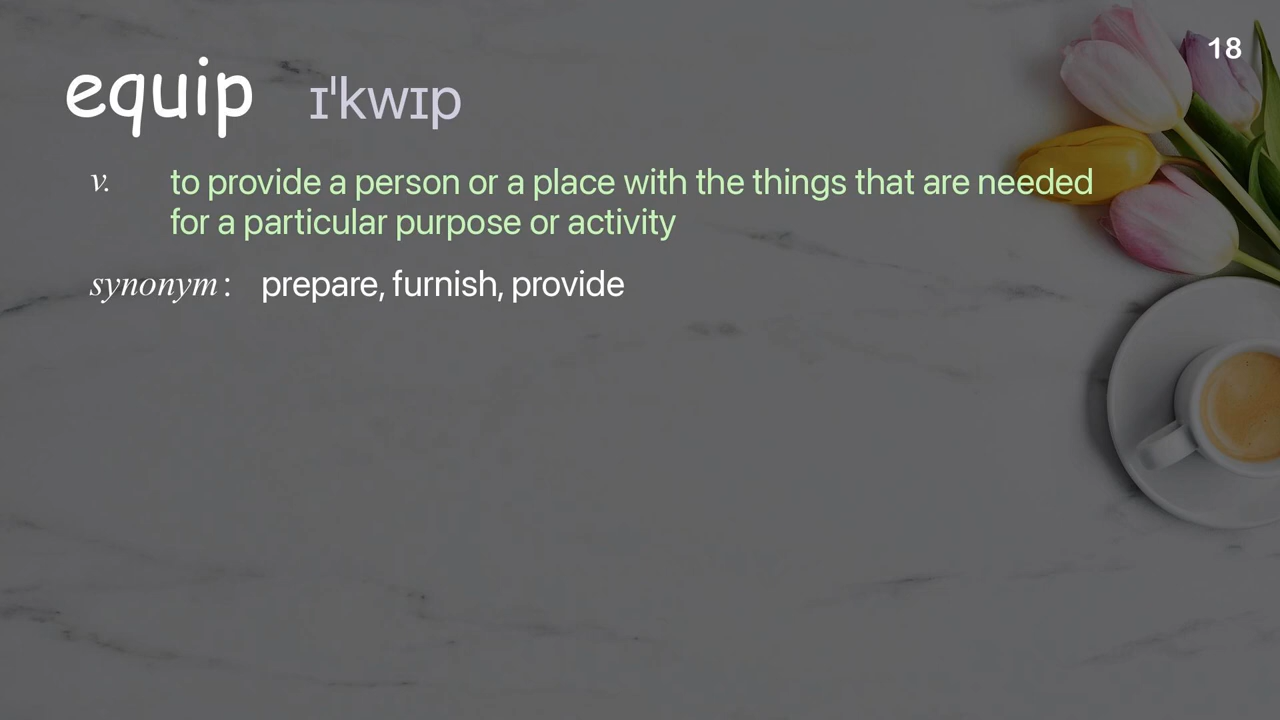 18
equip ɪˈkwɪp
v. to provide a person or a place with the things that are needed
for a particular purpose or activity
synonym: prepare, furnish, provide